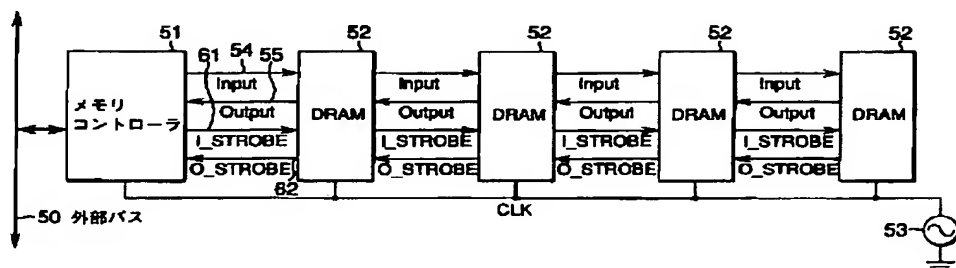 51 54 61 55 52 52 52 52
メモリ
コントローラ
Input
Output
I_STROBE
O_STROBE
62
DRAM
Input
Output
I_STROBE
O_STROBE
DRAM
Input
Output
I_STROBE
O_STROBE
DRAM
Input
Output
I_STROBE
O_STROBE
DRAM
CLK
50 外部バス
53